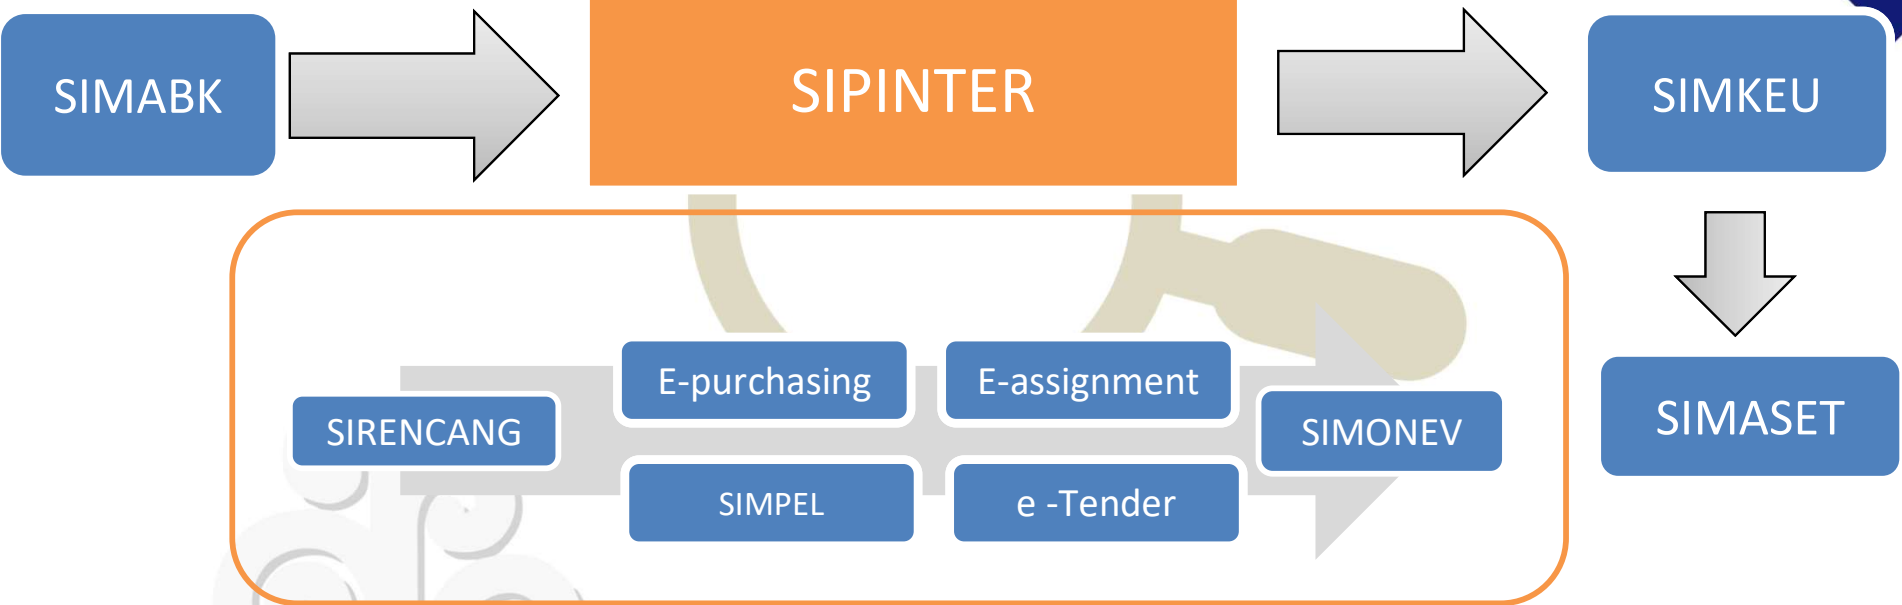 SIMABK
SIPINTER
SIMKEU
E-purchasing
E-assignment
SIRENCANG
SIMONEV
SIMASET
SIMPEL
e -Tender